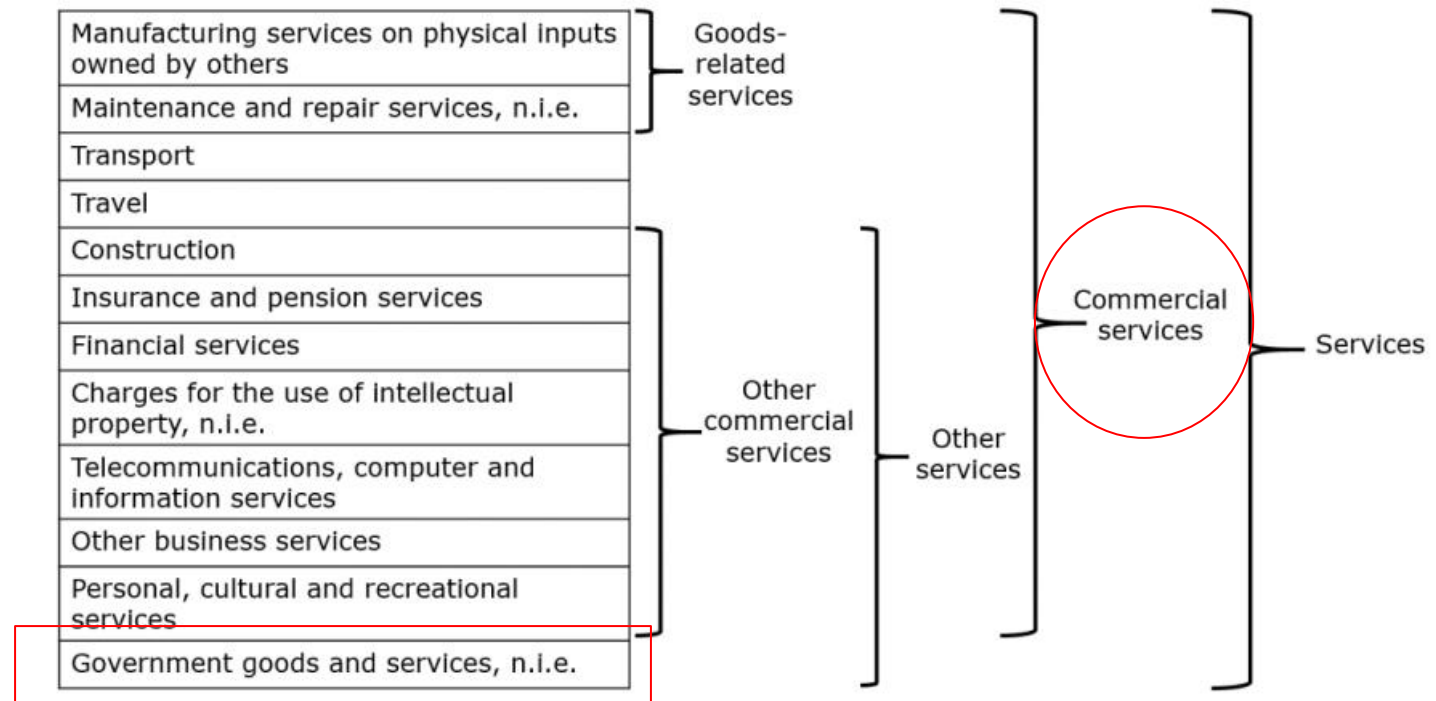 Manufacturing services on physical inputs
owned by others
Maintenance and repair services, n.i.e.
Transport
Travel
Construction
Insurance and pension services
Financial services
Charges for the use of intellectual
property, n.i.e.
Telecommunications, computer and
information services
Other business services
Personal, cultural and recreational
services
Government goods and services, n.i.e.
Goods-
related
services
Other
commercial
services
Other
services
Commercial
services
Services